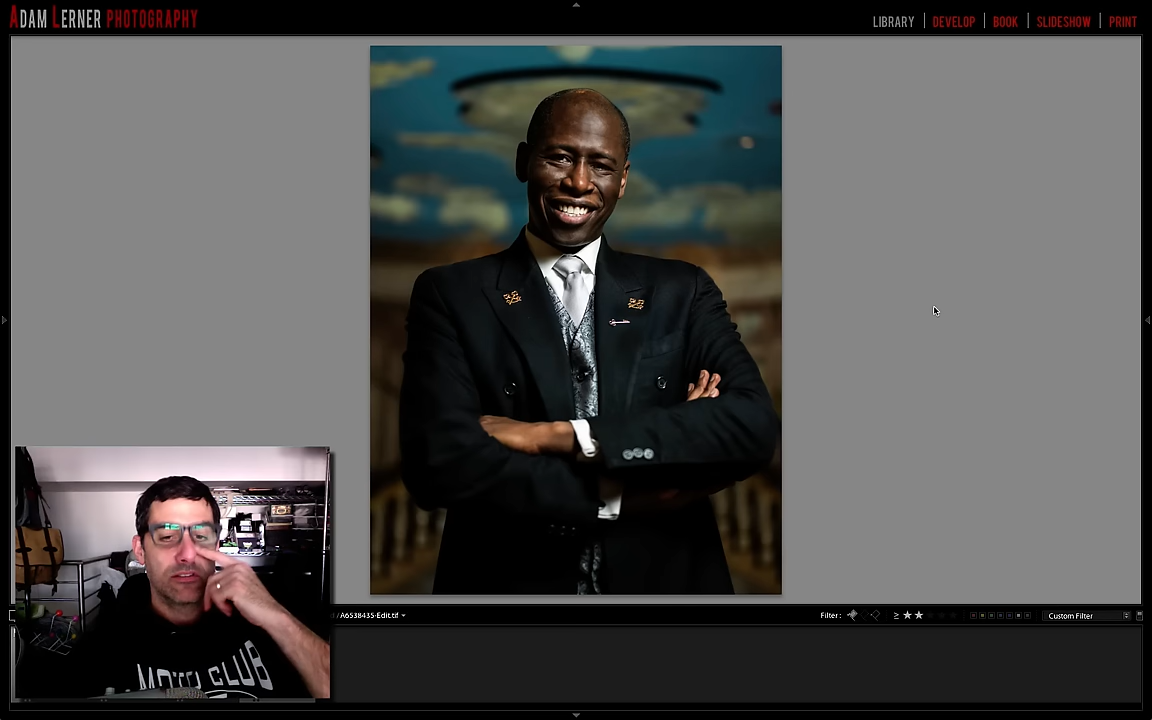 ADAM LERNER PHOTOGRAPHY
LIBRARY | DEVELOP | BOOK | SLIDESHOW | PRINT
/ A6538435-Edit.tif
Filter:
≥ ★★
Custom Filter
MOTO CLUB